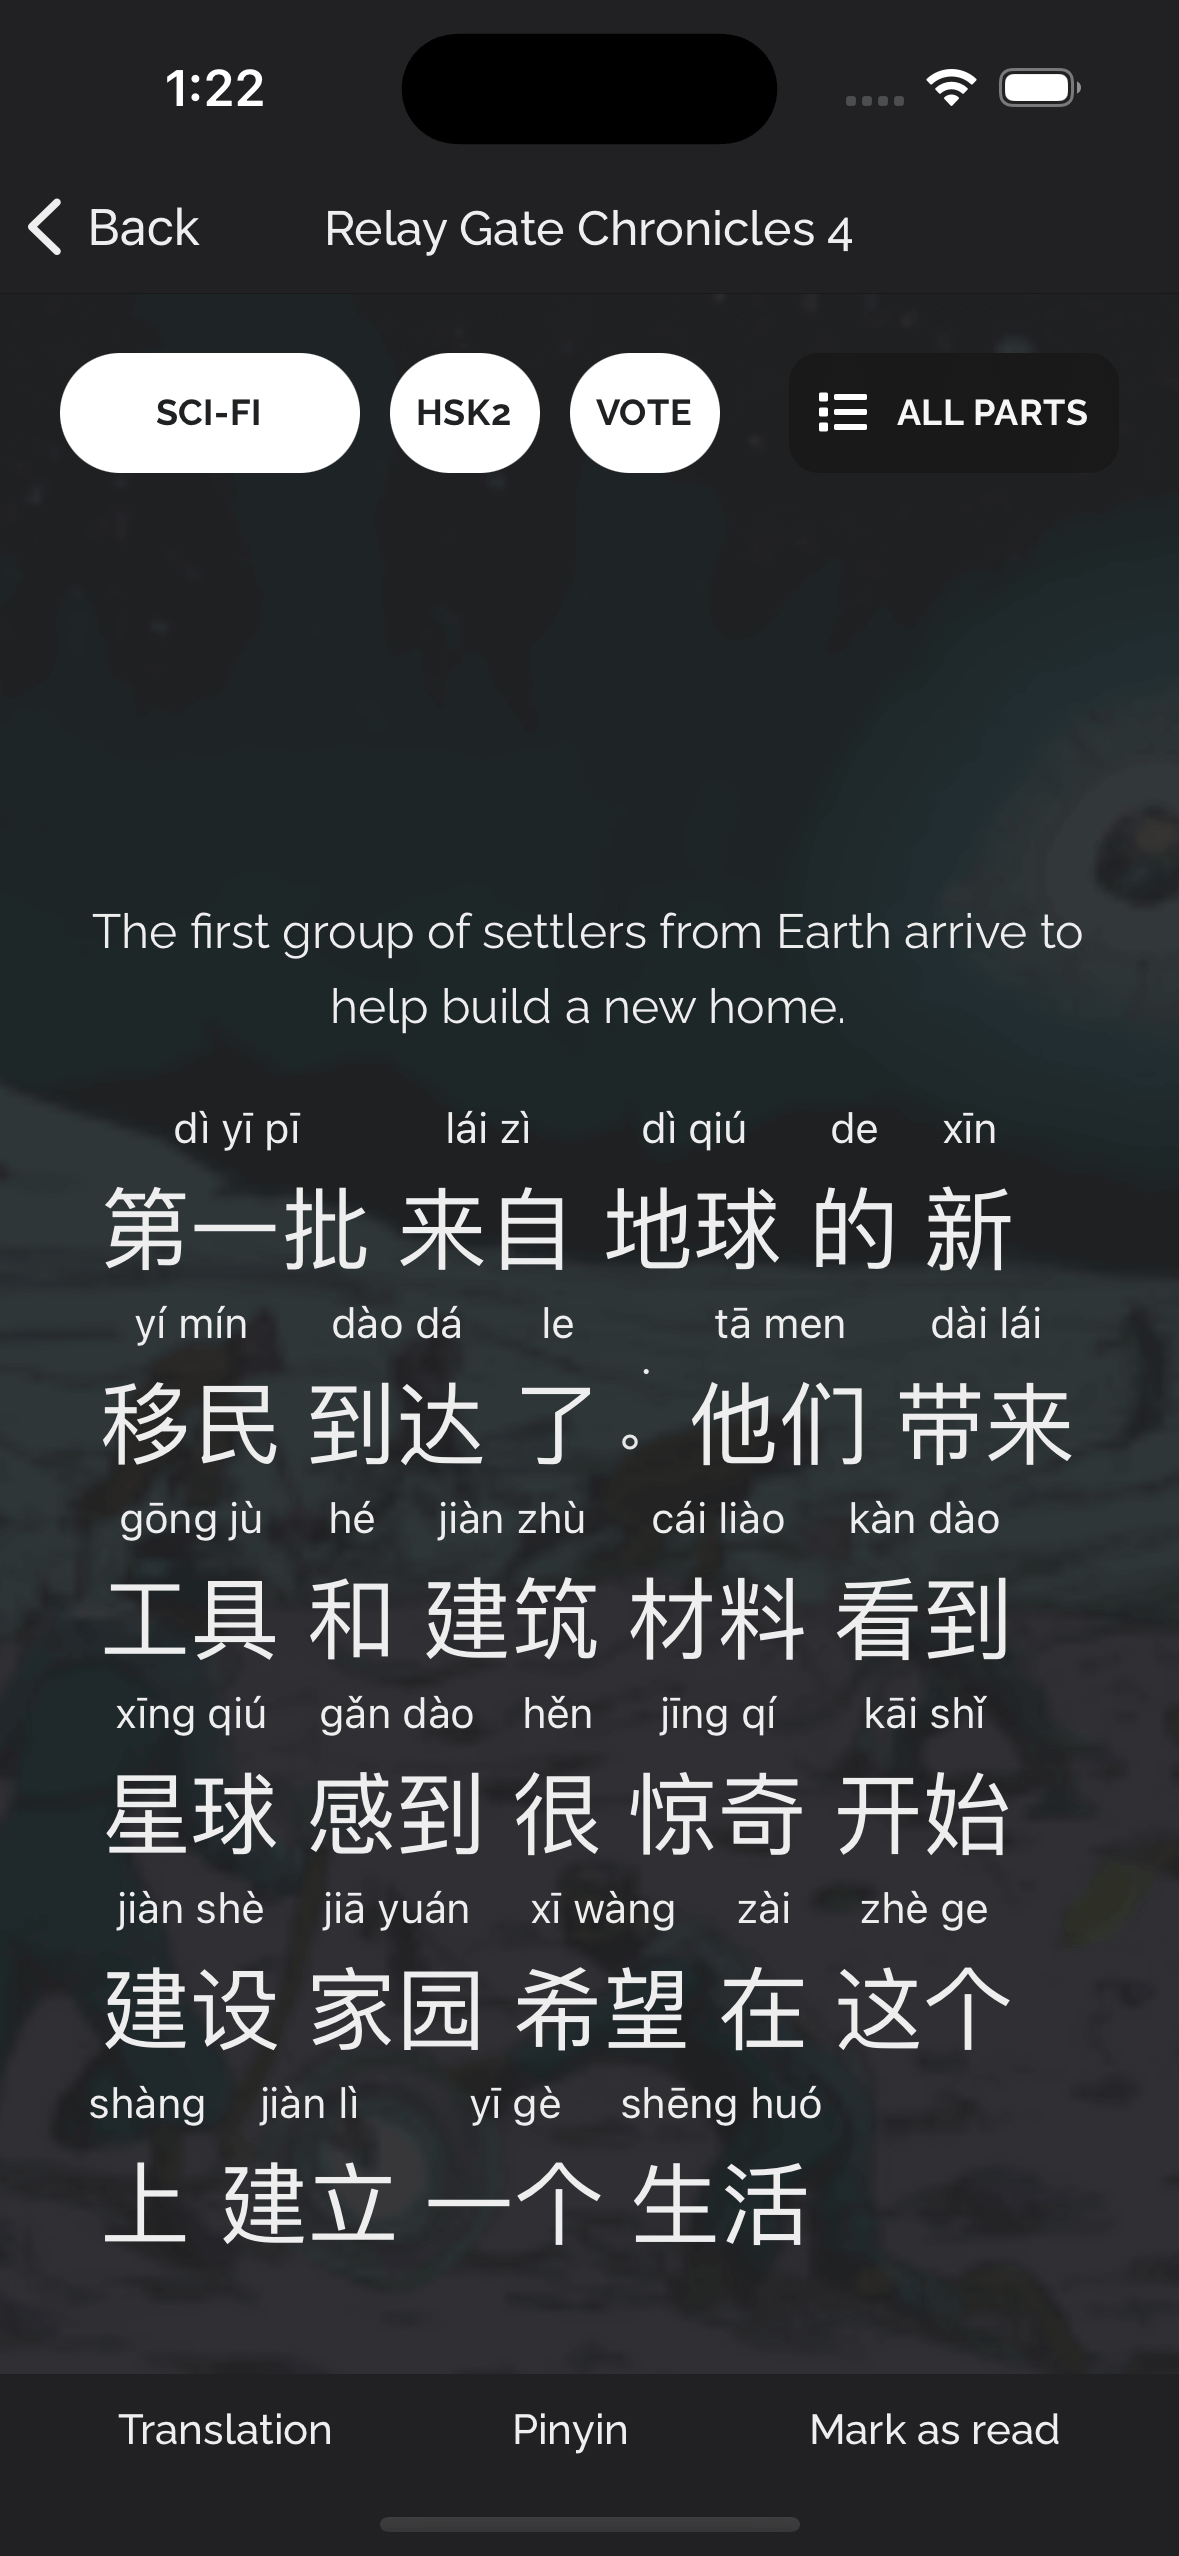 1:22
Back
Relay Gate Chronicles 4
SCI-FI
HSK2
VOTE
ALL PARTS
The first group of settlers from Earth arrive to
help build a new home.
dì yī pī lái zì dì qiú de xīn
第一批 来自 地球 的 新
yí mín dào dá le . tā men dài lái
移民 到达 了 。 他们 带来
gōng jù hé jiàn zhù cái liào kàn dào
工具 和 建筑 材料 看到
xīng qiú gǎn dào hěn jīng qí kāi shǐ
星球 感到 很 惊奇 开始
jiàn shè jiā yuán xī wàng zài zhè ge
建设 家园 希望 在 这个
shàng jiàn lì yī gè shēng huó
上 建立 一个 生活
Translation
Pinyin
Mark as read